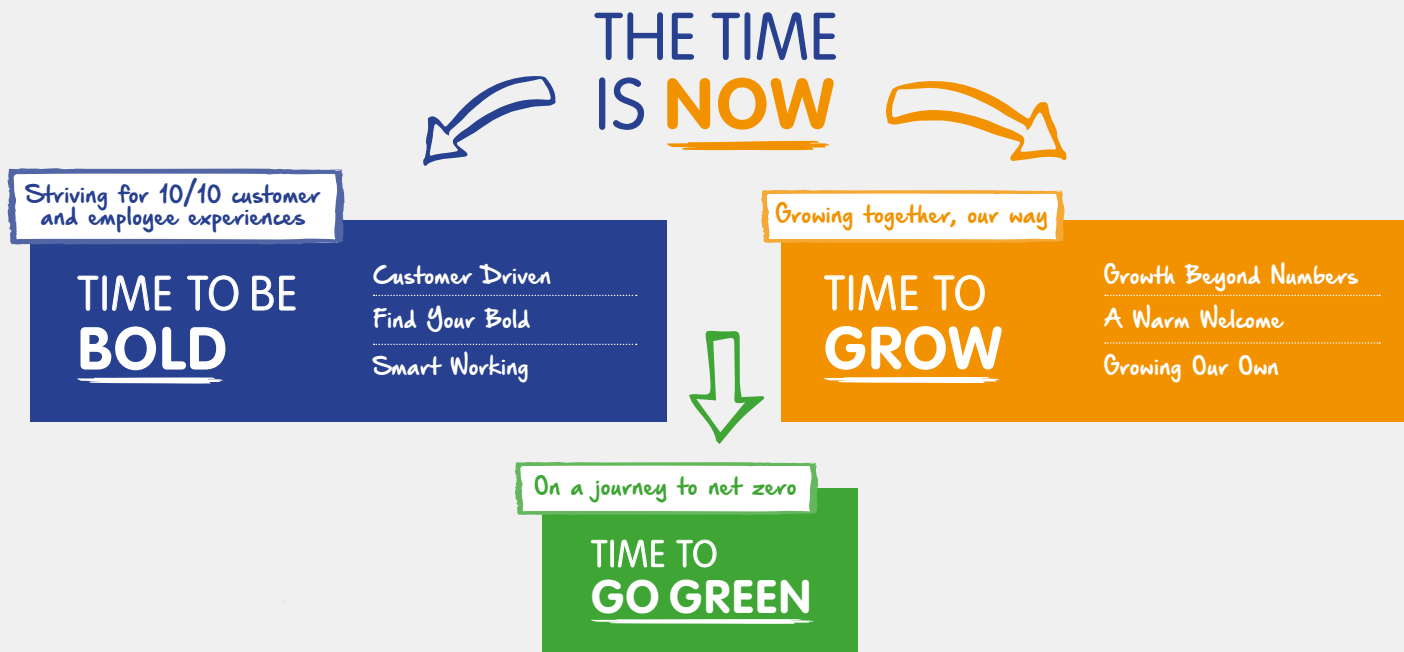 THE TIME
IS NOW
Striving for 10/10 customer
and employee experiences
TIME TO BE
BOLD
Customer Driven
Find Your Bold
Smart Working
Growing together, our way
TIME TO
GROW
Growth Beyond Numbers
A Warm Welcome
Growing Our Own
On a journey to net zero
TIME TO
GO GREEN